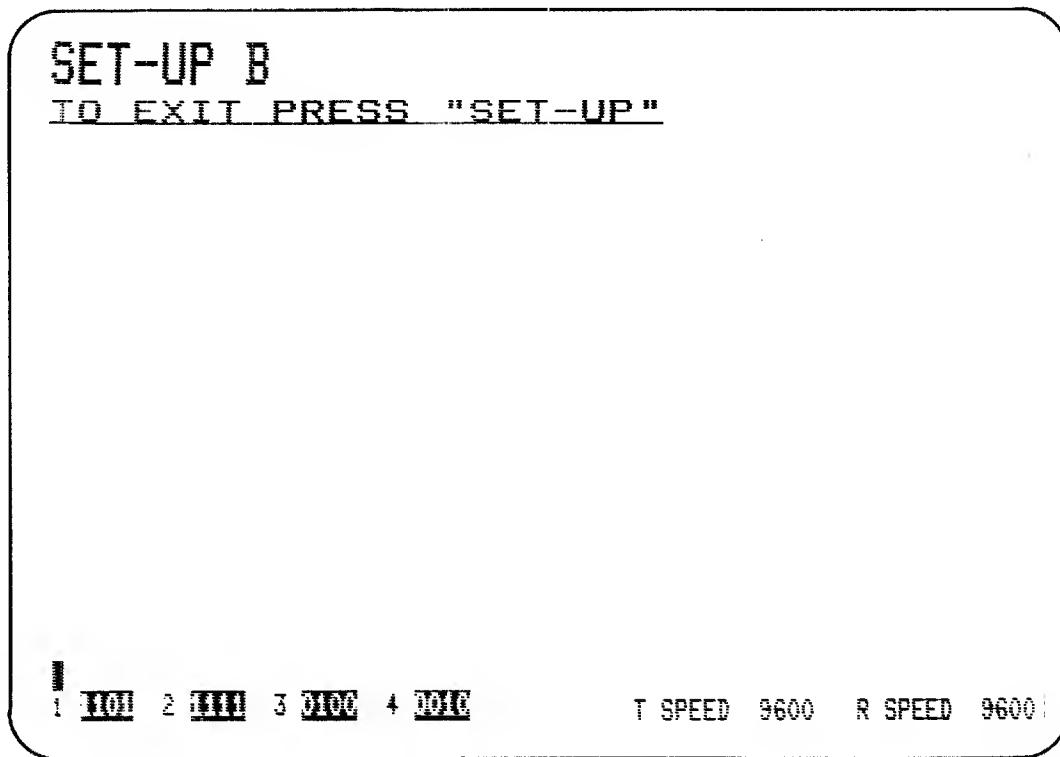 SET-UP B
TO EXIT PRESS "SET-UP"
1 1101 2 1111 3 0100 4 0010 T SPEED 9600 R SPEED 9600